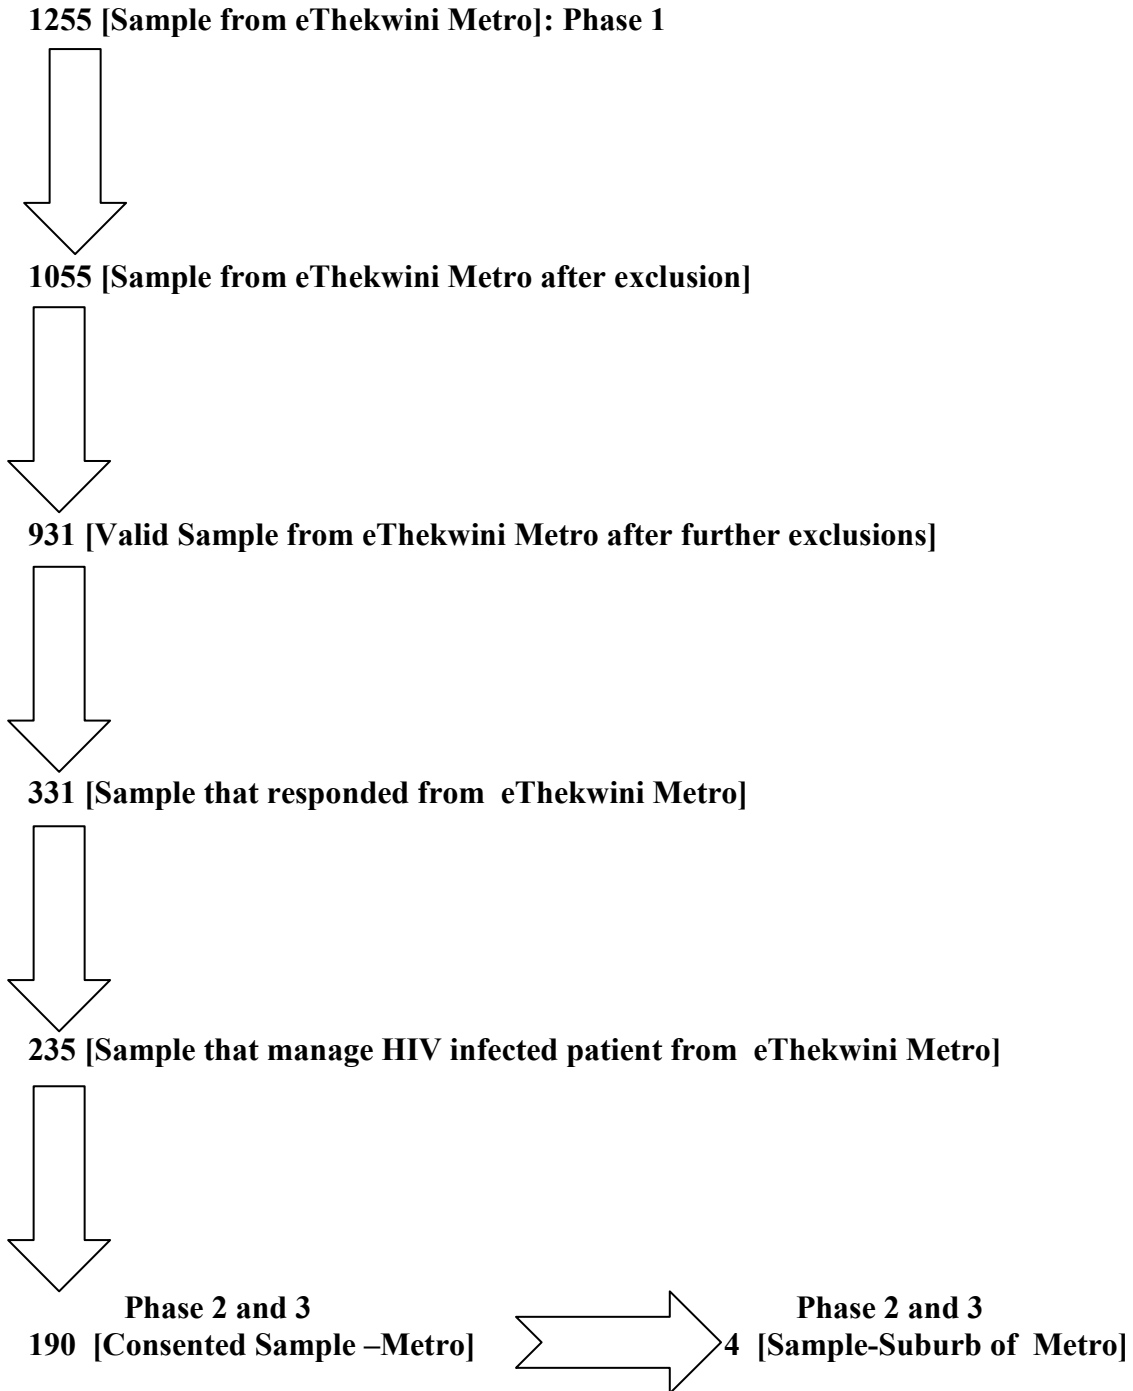 1255 [Sample from eThekwini Metro]: Phase 1
1055 [Sample from eThekwini Metro after exclusion]
931 [Valid Sample from eThekwini Metro after further exclusions]
331 [Sample that responded from eThekwini Metro]
235 [Sample that manage HIV infected patient from eThekwini Metro]
Phase 2 and 3 Phase 2 and 3
190 [Consented Sample –Metro] 4 [Sample-Suburb of Metro]